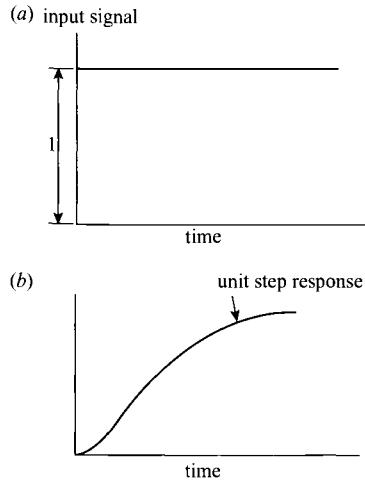 (a) input signal
1
time
(b)
unit step response
time